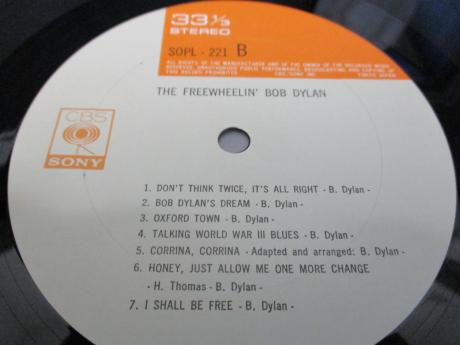 33 1/3
STEREO
SOPL · 221 B
ALL RIGHTS OF THE MANUFACTURER AND OF THE OWNER OF THE RECORDED WORK
RESERVED. UNAUTHORIZED PUBLIC PERFORMANCE, BROADCASTING AND COPYING OF
THIS RECORD PROHIBITED CBS/SONY INC. TOKYO JAPAN
THE FREEWHEELIN' BOB DYLAN
CBS
SONY
1. DON'T THINK TWICE, IT'S ALL RIGHT - B. Dylan -
2. BOB DYLAN'S DREAM - B. Dylan -
3. OXFORD TOWN - B. Dylan -
4. TALKING WORLD WAR III BLUES - B. Dylan -
5. CORRINA, CORRINA - Adapted and arranged: B. Dylan -
6. HONEY, JUST ALLOW ME ONE MORE CHANGE
- H. Thomas - B. Dylan -
7. I SHALL BE FREE - B. Dylan -